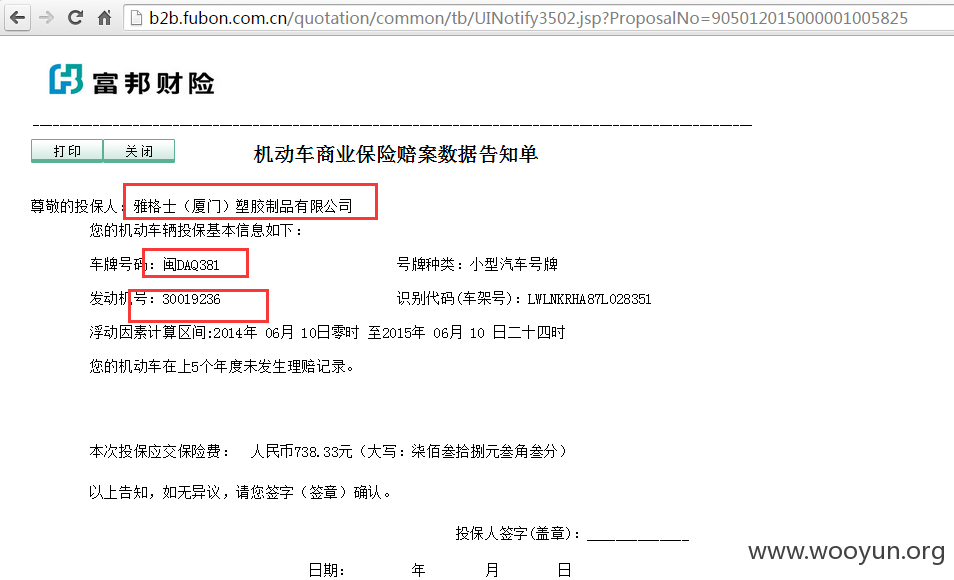 b2b.fubon.com.cn/quotation/common/tb/UINotify3502.jsp?ProposalNo=905012015000001005825
富邦财险
打印 关闭 机动车商业保险赔案数据告知单
尊敬的投保人：雅格士（厦门）塑胶制品有限公司
您的机动车辆投保基本信息如下：
车牌号码：闽DAQ381 号牌种类：小型汽车号牌
发动机号：30019236 识别代码(车架号)：LWLNKRHA87L028351
浮动因素计算区间:2014年 06月 10日零时 至2015年 06月 10 日二十四时
您的机动车在上5个年度未发生理赔记录。
本次投保应交保险费： 人民币738.33元（大写：柒佰叁拾捌元叁角叁分）
以上告知，如无异议，请您签字（签章）确认。
投保人签字(盖章)：______________
日期： 年 月 日
www.wooyun.org